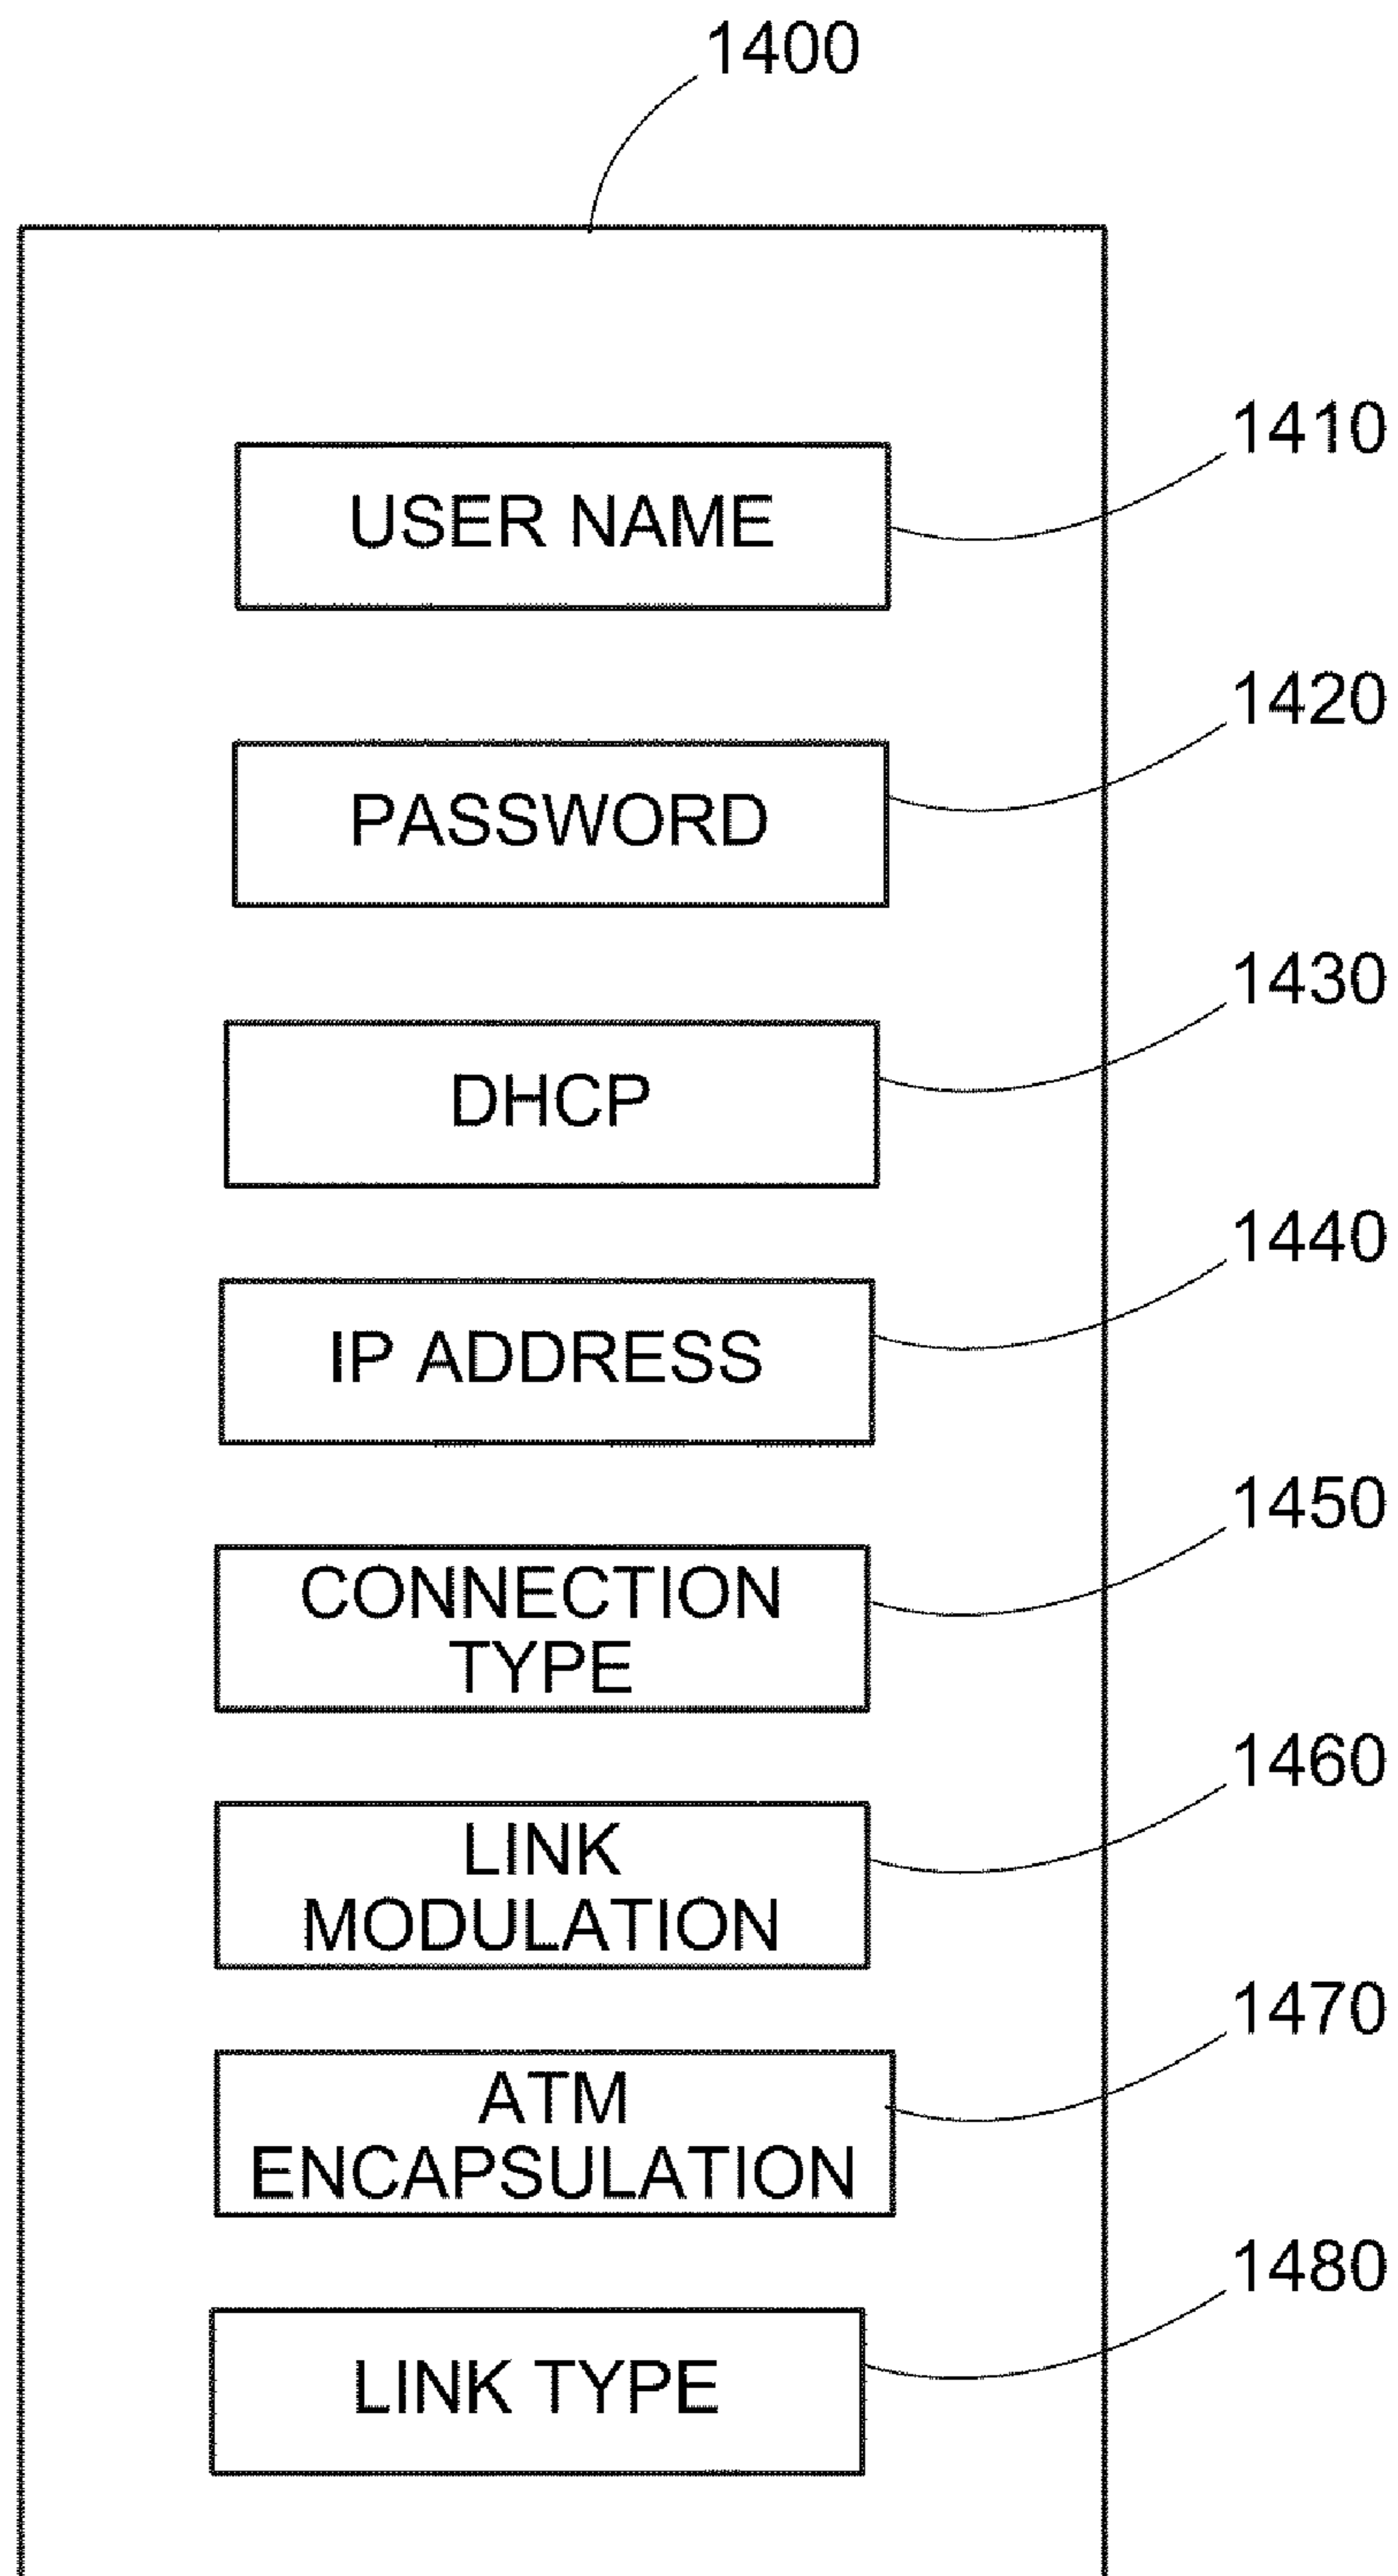 1400
1410
USER NAME
1420
PASSWORD
1430
DHCP
1440
IP ADDRESS
1450
CONNECTION
TYPE
1460
LINK
MODULATION
1470
ATM
ENCAPSULATION
1480
LINK TYPE